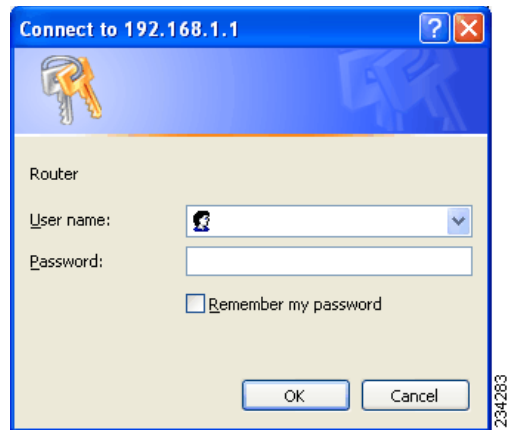 Connect to 192.168.1.1
?
Router
User name:
Password:
Remember my password
OK Cancel
234283